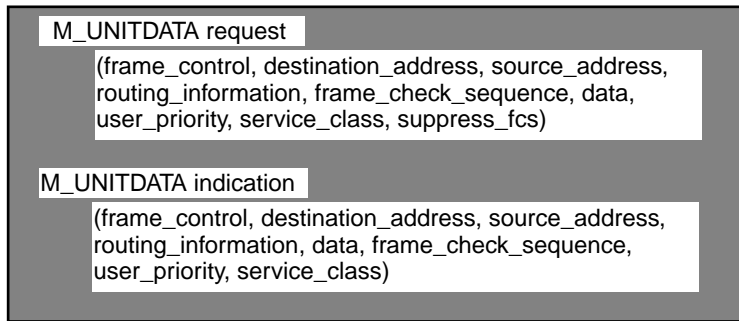 M_UNITDATA request
(frame_control, destination_address, source_address,
routing_information, frame_check_sequence, data,
user_priority, service_class, suppress_fcs)
M_UNITDATA indication
(frame_control, destination_address, source_address,
routing_information, data, frame_check_sequence,
user_priority, service_class)